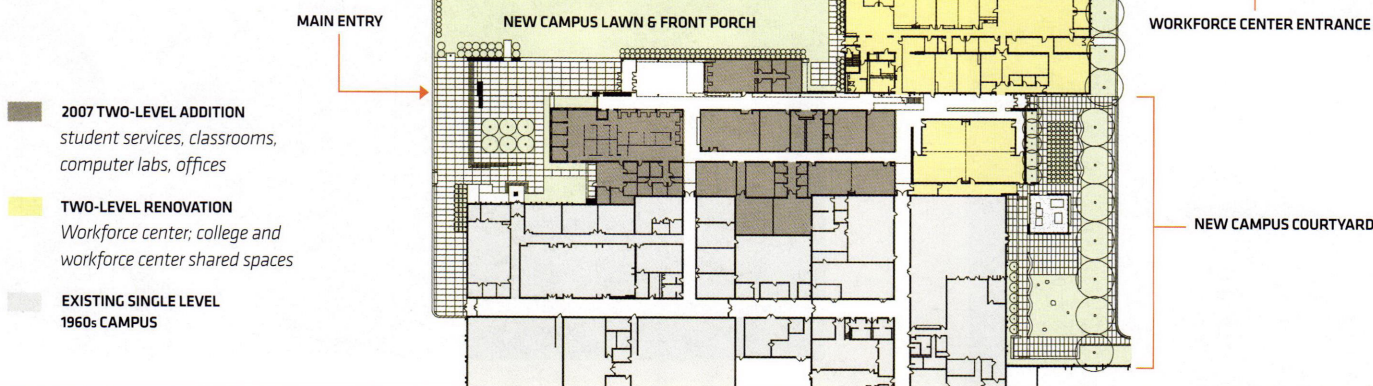 MAIN ENTRY
NEW CAMPUS LAWN & FRONT PORCH
WORKFORCE CENTER ENTRANCE
2007 TWO-LEVEL ADDITION
student services, classrooms,
computer labs, offices
TWO-LEVEL RENOVATION
Workforce center; college and
workforce center shared spaces
EXISTING SINGLE LEVEL
1960s CAMPUS
NEW CAMPUS COURTYARD